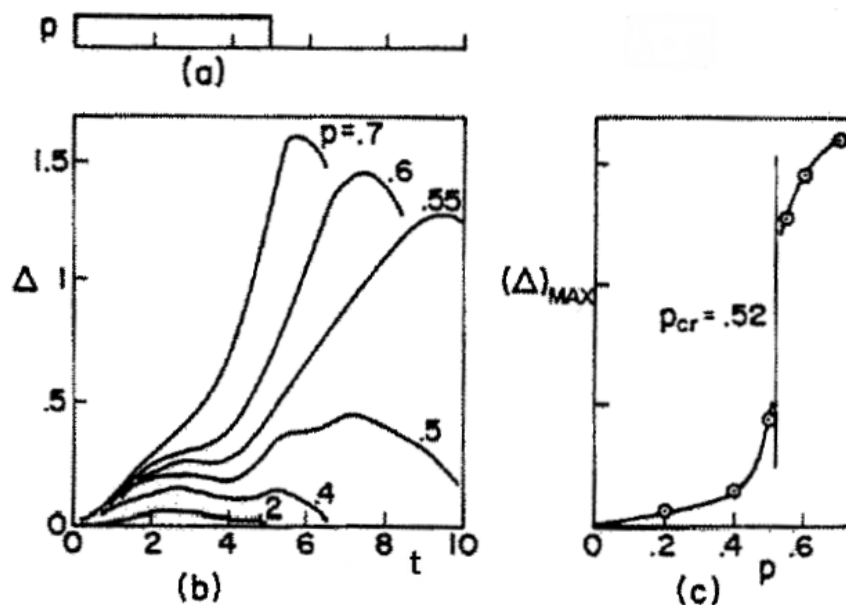 p
(a)
p=.7
1.5
.6
.55
1
Δ
(Δ)MAX
pcr = .52
.5
.5
.4
.2
0
0 2 4 t 6 8 10
0 .2 .4 p .6
(b)
(c)